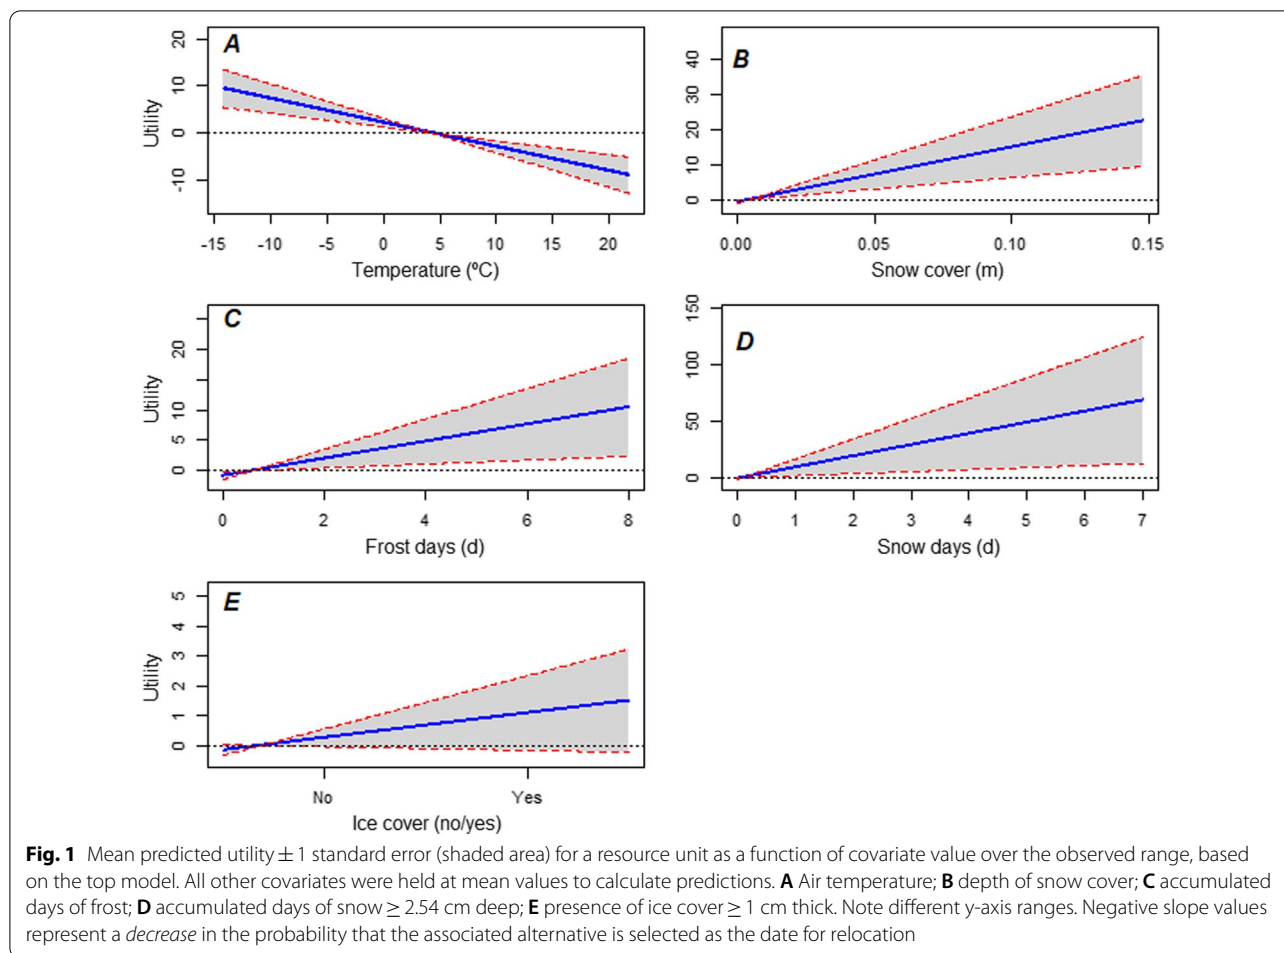 A
Utility
20
10
0
-10
-15 -10 -5 0 5 10 15 20
Temperature (ºC)
B
40
30
20
10
0
0.00 0.05 0.10 0.15
Snow cover (m)
C
Utility
20
10
5
0
0 2 4 6 8
Frost days (d)
D
150
100
50
0
0 1 2 3 4 5 6 7
Snow days (d)
E
Utility
5
4
3
2
1
0
No Yes
Ice cover (no/yes)
Fig. 1 Mean predicted utility ± 1 standard error (shaded area) for a resource unit as a function of covariate value over the observed range, based
on the top model. All other covariates were held at mean values to calculate predictions. A Air temperature; B depth of snow cover; C accumulated
days of frost; D accumulated days of snow ≥ 2.54 cm deep; E presence of ice cover ≥ 1 cm thick. Note different y-axis ranges. Negative slope values
represent a decrease in the probability that the associated alternative is selected as the date for relocation